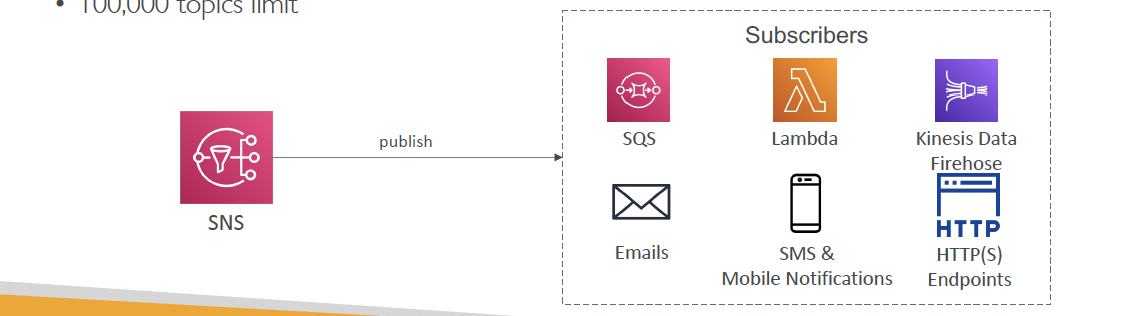 • 100,000 topics limit
Subscribers
SQS
Lambda
Kinesis Data
Firehose
publish
SNS
HTTP
Emails
SMS &
Mobile Notifications
HTTP(S)
Endpoints